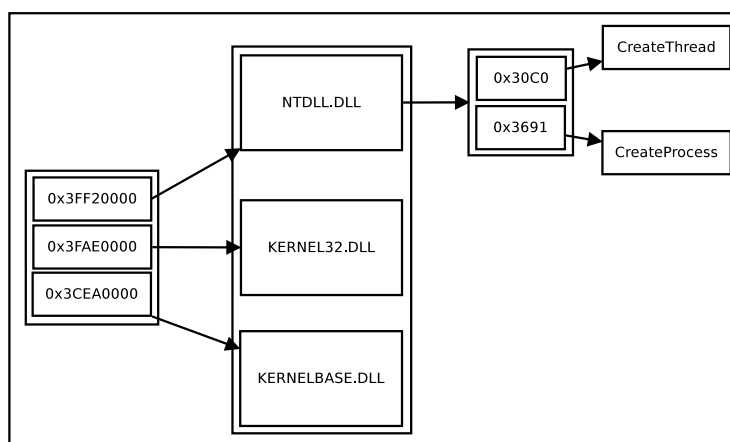 0x3FF20000
0x3FAE0000
0x3CEA0000
NTDLL.DLL
KERNEL32.DLL
KERNELBASE.DLL
0x30C0
0x3691
CreateThread
CreateProcess